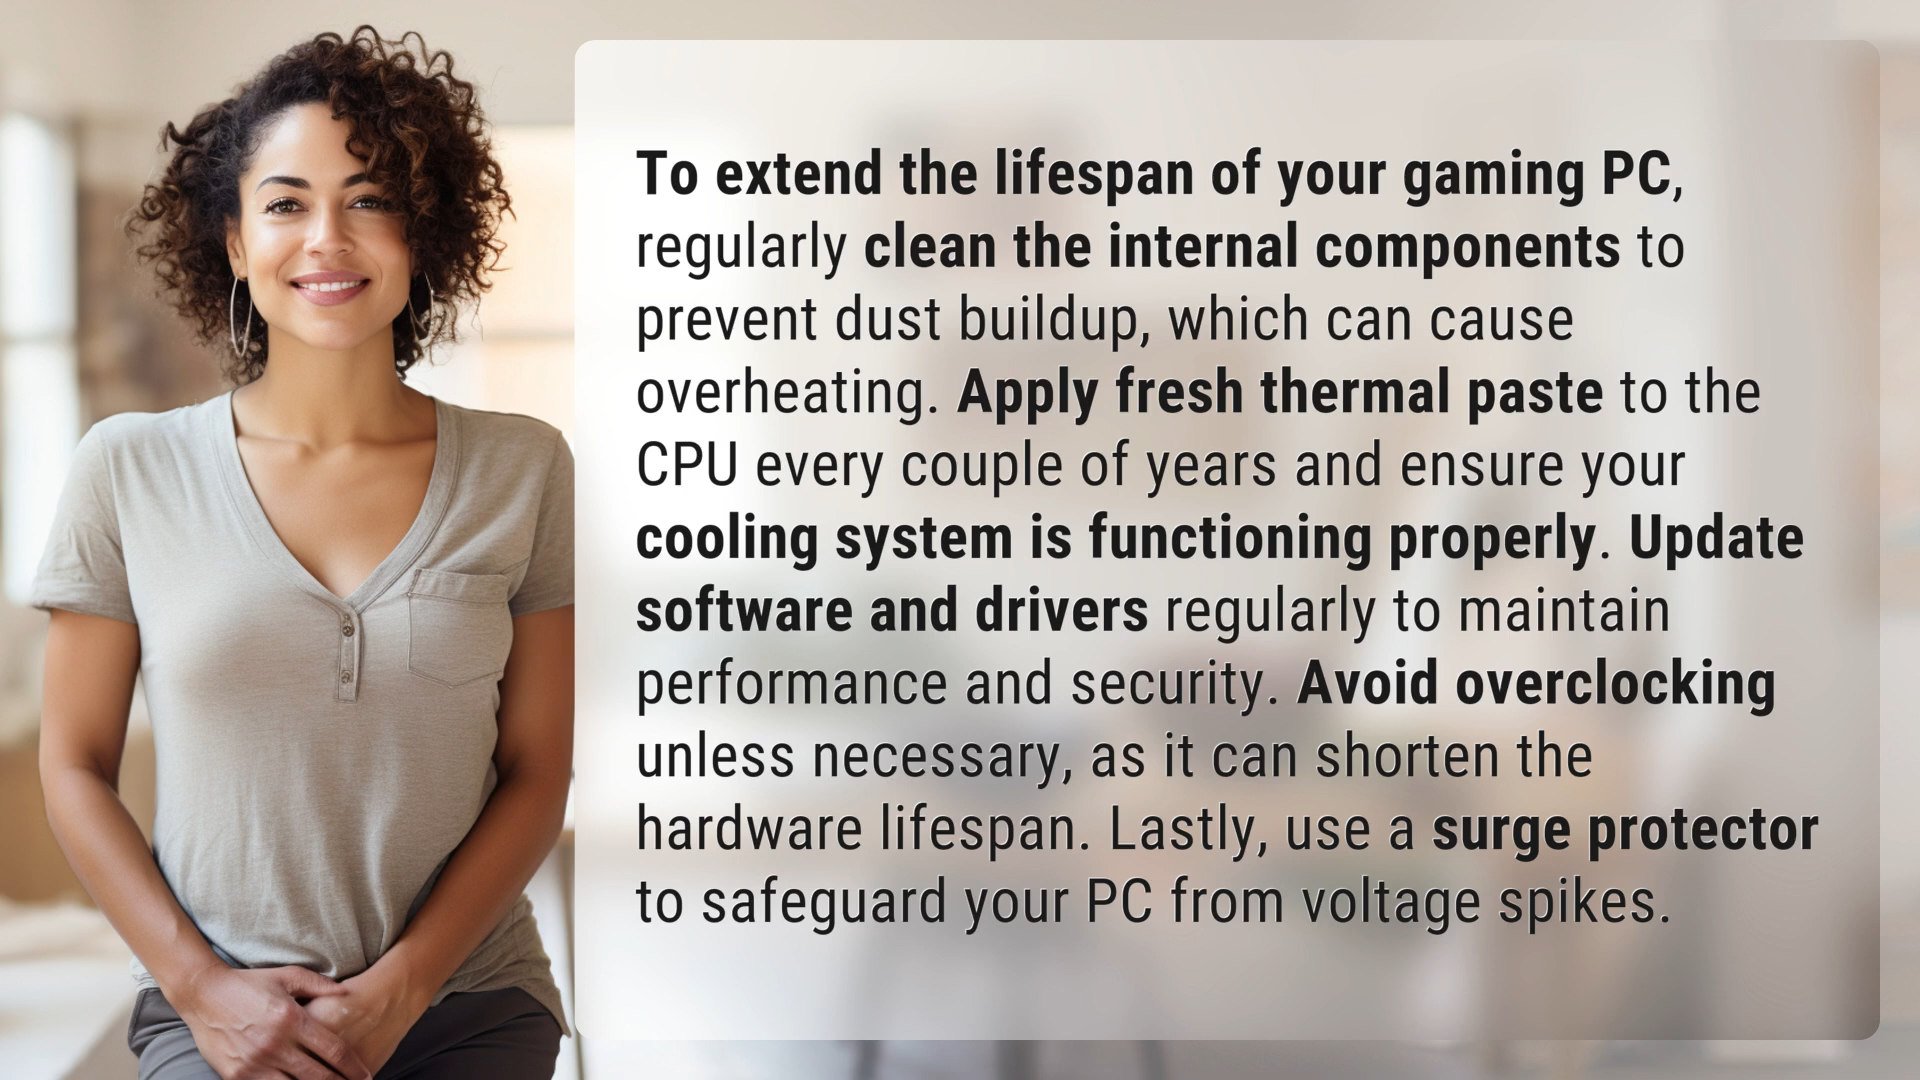 To extend the lifespan of your gaming PC,
regularly clean the internal components to
prevent dust buildup, which can cause
overheating. Apply fresh thermal paste to the
CPU every couple of years and ensure your
cooling system is functioning properly. Update
software and drivers regularly to maintain
performance and security. Avoid overclocking
unless necessary, as it can shorten the
hardware lifespan. Lastly, use a surge protector
to safeguard your PC from voltage spikes.